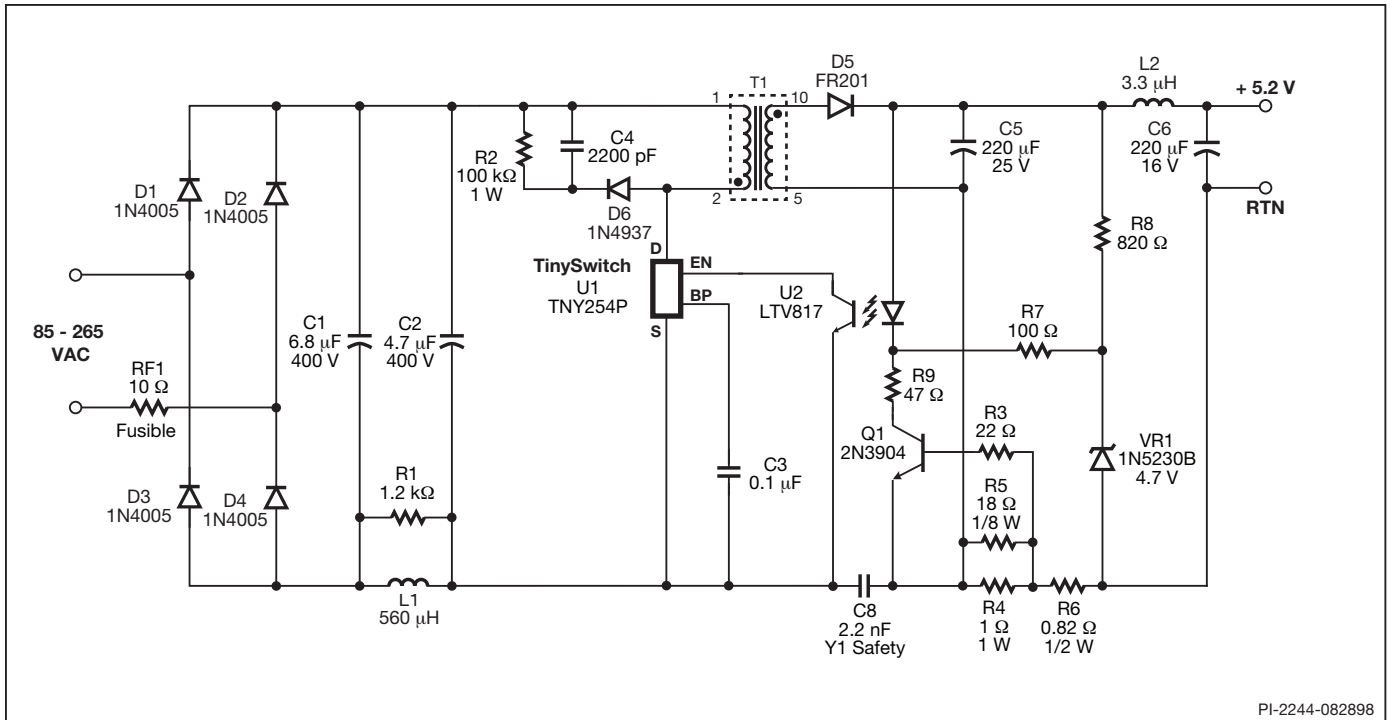 D5
FR201
L2
3.3 μH
+ 5.2 V
T1
1
10
2
5
C4
2200 pF
R2
100 kΩ
1 W
D6
1N4937
C5
220 μF
25 V
C6
220 μF
16 V
RTN
D1
1N4005
D2
1N4005
R8
820 Ω
D
EN
BP
S
TinySwitch
U1
TNY254P
U2
LTV817
R7
100 Ω
85 - 265
VAC
C1
6.8 μF
400 V
C2
4.7 μF
400 V
RF1
10 Ω
Fusible
R9
47 Ω
R3
22 Ω
Q1
2N3904
VR1
1N5230B
4.7 V
C3
0.1 μF
R1
1.2 kΩ
R5
18 Ω
1/8 W
D3
1N4005
D4
1N4005
L1
560 μH
C8
2.2 nF
Y1 Safety
R4
1 Ω
1 W
R6
0.82 Ω
1/2 W
PI-2244-082898